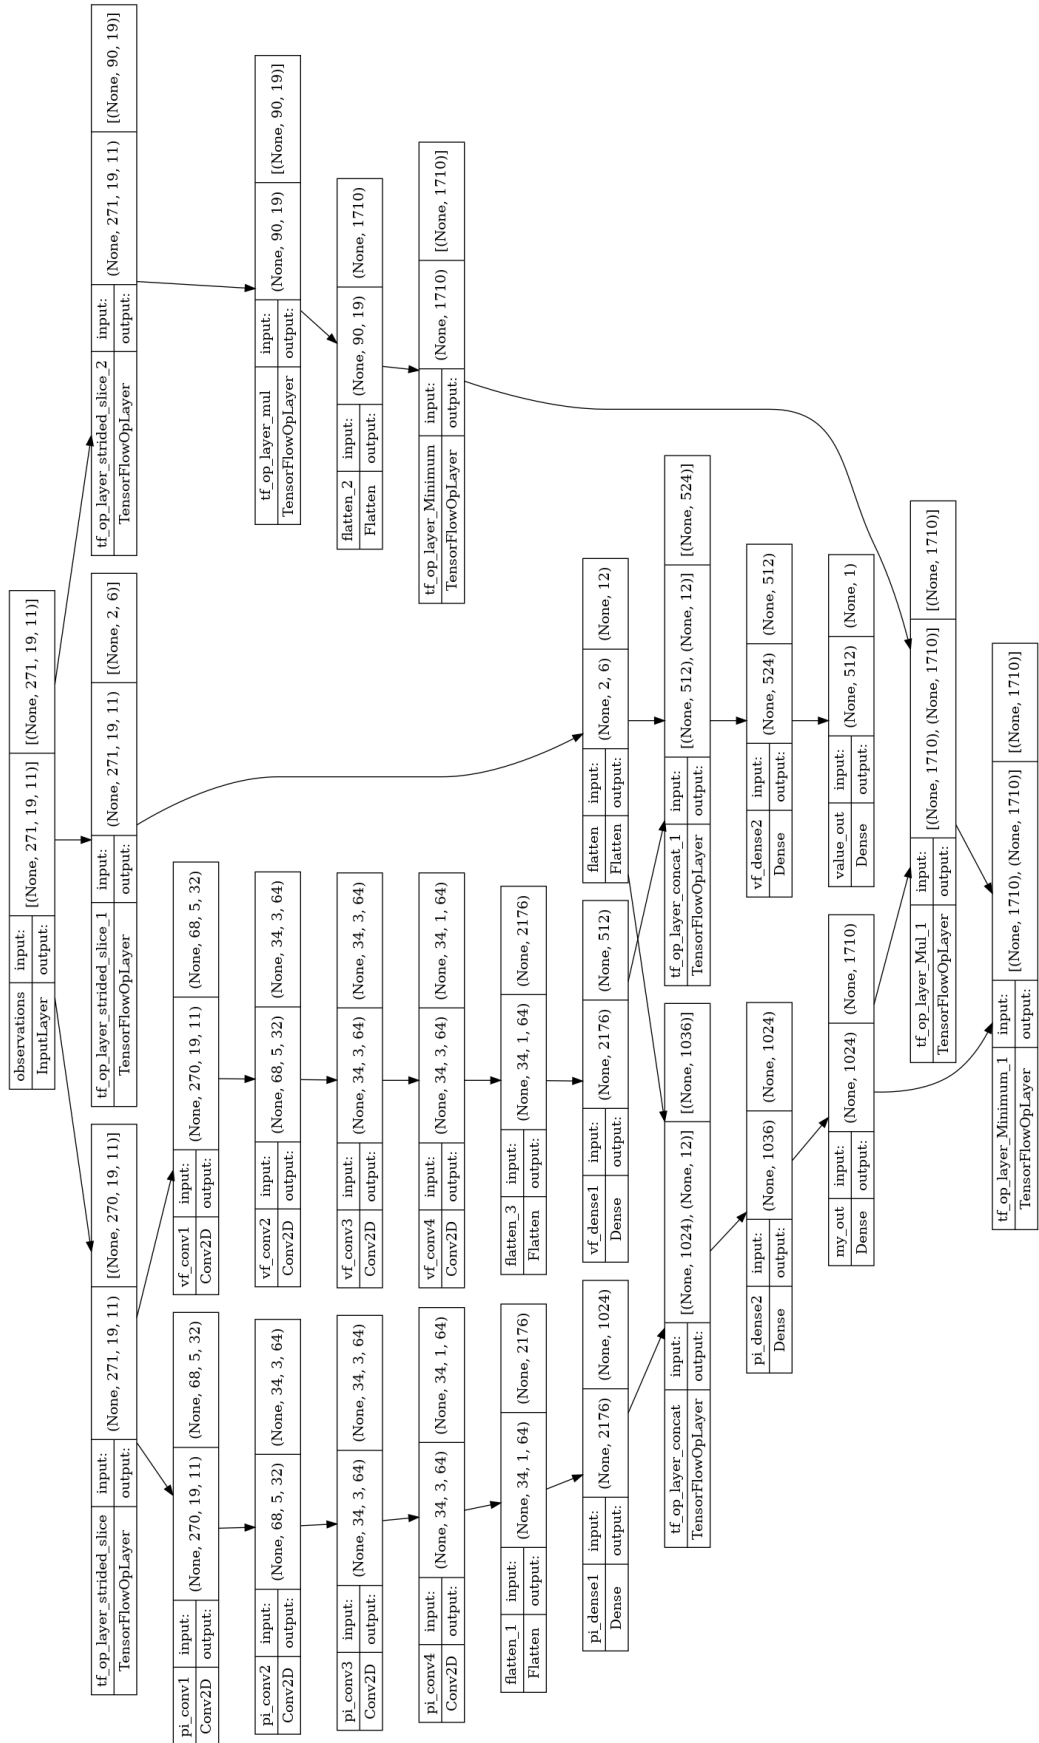 observations
InputLayer
input:
output:
[(None, 271, 19, 11)]
[(None, 271, 19, 11)]
tf_op_layer_strided_slice
TensorFlowOpLayer
input:
output:
(None, 271, 19, 11)
[(None, 270, 19, 11)]
tf_op_layer_strided_slice_1
TensorFlowOpLayer
input:
output:
(None, 271, 19, 11)
[(None, 2, 6)]
tf_op_layer_strided_slice_2
TensorFlowOpLayer
input:
output:
(None, 271, 19, 11)
[(None, 90, 19)]
pi_conv1
Conv2D
input:
output:
(None, 270, 19, 11)
(None, 68, 5, 32)
vf_conv1
Conv2D
input:
output:
(None, 270, 19, 11)
(None, 68, 5, 32)
pi_conv2
Conv2D
input:
output:
(None, 68, 5, 32)
(None, 34, 3, 64)
vf_conv2
Conv2D
input:
output:
(None, 68, 5, 32)
(None, 34, 3, 64)
tf_op_layer_mul
TensorFlowOpLayer
input:
output:
(None, 90, 19)
[(None, 90, 19)]
pi_conv3
Conv2D
input:
output:
(None, 34, 3, 64)
(None, 34, 3, 64)
vf_conv3
Conv2D
input:
output:
(None, 34, 3, 64)
(None, 34, 3, 64)
flatten_2
Flatten
input:
output:
(None, 90, 19)
(None, 1710)
pi_conv4
Conv2D
input:
output:
(None, 34, 3, 64)
(None, 34, 1, 64)
vf_conv4
Conv2D
input:
output:
(None, 34, 3, 64)
(None, 34, 1, 64)
tf_op_layer_Minimum
TensorFlowOpLayer
input:
output:
(None, 1710)
[(None, 1710)]
flatten_1
Flatten
input:
output:
(None, 34, 1, 64)
(None, 2176)
flatten_3
Flatten
input:
output:
(None, 34, 1, 64)
(None, 2176)
pi_dense1
Dense
input:
output:
(None, 2176)
(None, 1024)
vf_dense1
Dense
input:
output:
(None, 2176)
(None, 512)
flatten
Flatten
input:
output:
(None, 2, 6)
(None, 12)
tf_op_layer_concat
TensorFlowOpLayer
input:
output:
[(None, 1024), (None, 12)]
[(None, 1036)]
tf_op_layer_concat_1
TensorFlowOpLayer
input:
output:
[(None, 512), (None, 12)]
[(None, 524)]
pi_dense2
Dense
input:
output:
(None, 1036)
(None, 1024)
vf_dense2
Dense
input:
output:
(None, 524)
(None, 512)
my_out
Dense
input:
output:
(None, 1024)
(None, 1710)
value_out
Dense
input:
output:
(None, 512)
(None, 1)
tf_op_layer_Mul_1
TensorFlowOpLayer
input:
output:
[(None, 1710), (None, 1710)]
[(None, 1710)]
tf_op_layer_Minimum_1
TensorFlowOpLayer
input:
output:
[(None, 1710), (None, 1710)]
[(None, 1710)]